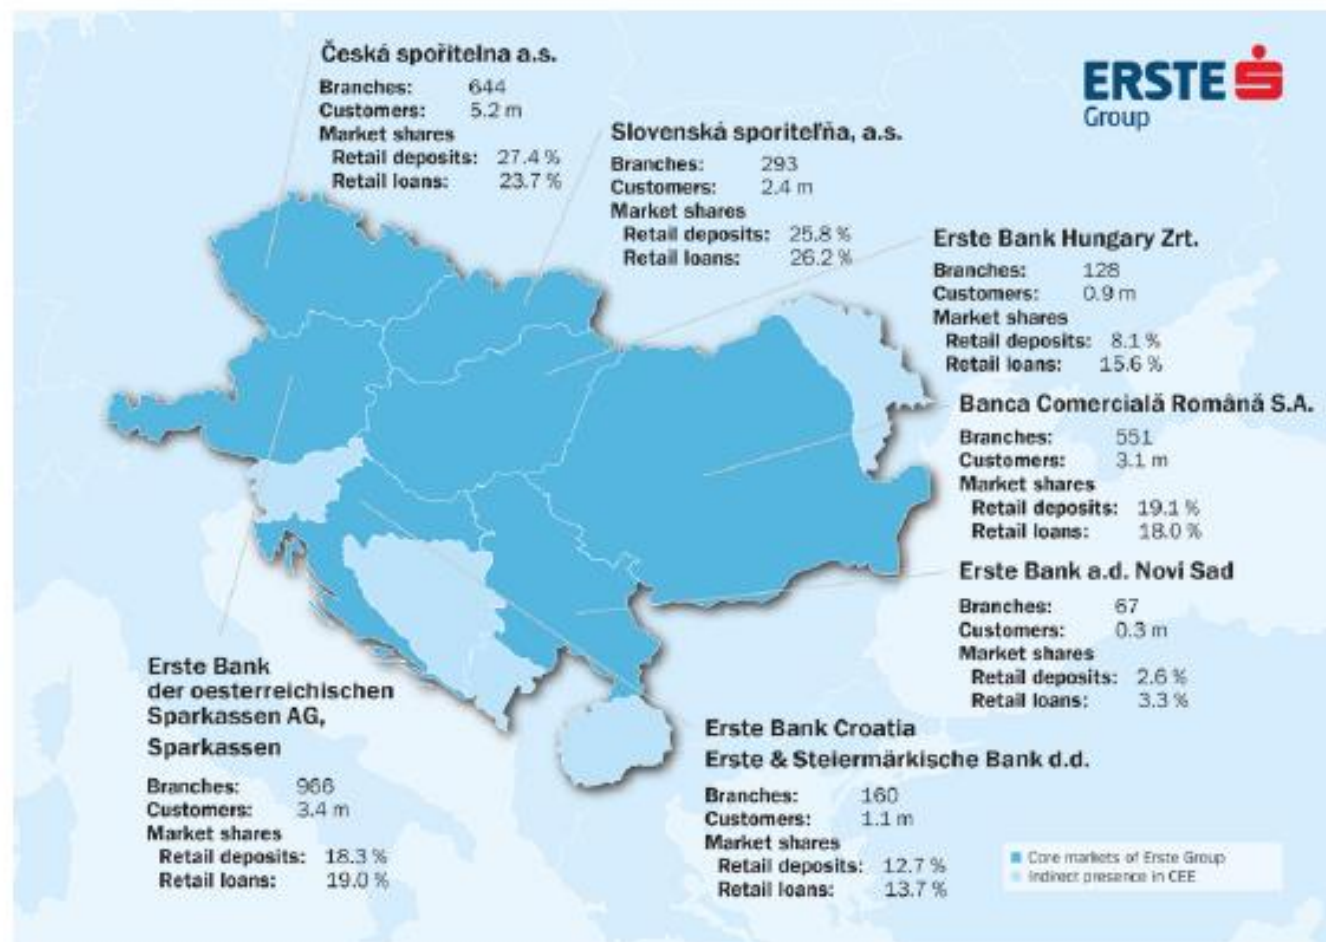 Česká spořitelna a.s.
Branches: 644
Customers: 5.2 m
Market shares
Retail deposits: 27.4 %
Retail loans: 23.7 %
ERSTE
Group
Slovenská sporiteľňa, a.s.
Branches: 293
Customers: 2.4 m
Market shares
Retail deposits: 25.8 %
Retail loans: 26.2 %
Erste Bank Hungary Zrt.
Branches: 128
Customers: 0.9 m
Market shares
Retail deposits: 8.1 %
Retail loans: 15.6 %
Banca Comercială Română S.A.
Branches: 551
Customers: 3.1 m
Market shares
Retail deposits: 19.1 %
Retail loans: 18.0 %
Erste Bank a.d. Novi Sad
Branches: 67
Customers: 0.3 m
Market shares
Retail deposits: 2.6 %
Retail loans: 3.3 %
Erste Bank
der oesterreichischen
Sparkassen AG,
Sparkassen
Branches: 966
Customers: 3.4 m
Market shares
Retail deposits: 18.3 %
Retail loans: 19.0 %
Erste Bank Croatia
Erste & Steiermärkische Bank d.d.
Branches: 160
Customers: 1.1 m
Market shares
Retail deposits: 12.7 %
Retail loans: 13.7 %
Core markets of Erste Group
Indirect presence in CEE